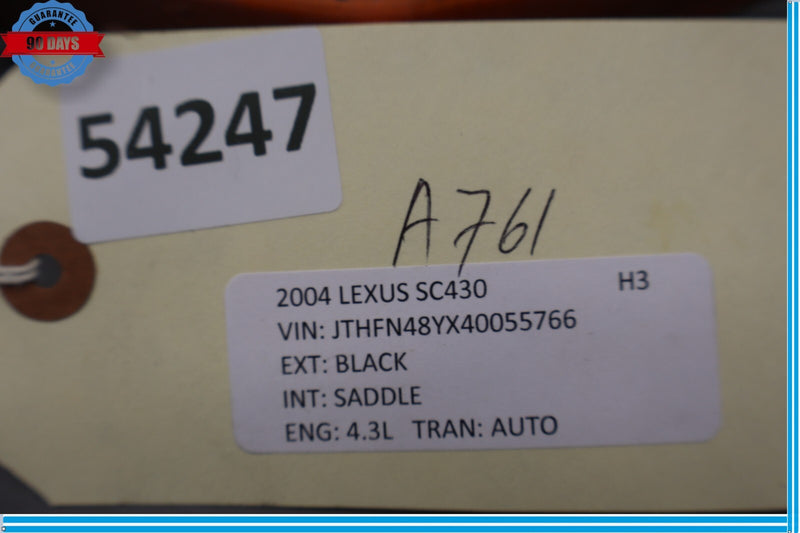 GUARANTEE
90 DAYS
GUARANTEE
54247
A761
2004 LEXUS SC430 H3
VIN: JTHFN48YX40055766
EXT: BLACK
INT: SADDLE
ENG: 4.3L TRAN: AUTO